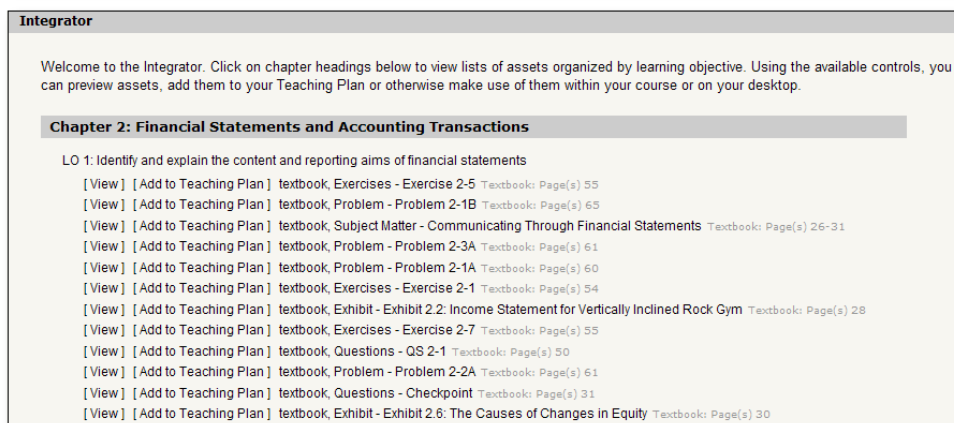 Integrator
Welcome to the Integrator. Click on chapter headings below to view lists of assets organized by learning objective. Using the available controls, you
can preview assets, add them to your Teaching Plan or otherwise make use of them within your course or on your desktop.
Chapter 2: Financial Statements and Accounting Transactions
LO 1: Identify and explain the content and reporting aims of financial statements
[ View ] [ Add to Teaching Plan ] textbook, Exercises - Exercise 2-5 Textbook: Page(s) 55
[ View ] [ Add to Teaching Plan ] textbook, Problem - Problem 2-1B Textbook: Page(s) 65
[ View ] [ Add to Teaching Plan ] textbook, Subject Matter - Communicating Through Financial Statements Textbook: Page(s) 26-31
[ View ] [ Add to Teaching Plan ] textbook, Problem - Problem 2-3A Textbook: Page(s) 61
[ View ] [ Add to Teaching Plan ] textbook, Problem - Problem 2-1A Textbook: Page(s) 60
[ View ] [ Add to Teaching Plan ] textbook, Exercises - Exercise 2-1 Textbook: Page(s) 54
[ View ] [ Add to Teaching Plan ] textbook, Exhibit - Exhibit 2.2: Income Statement for Vertically Inclined Rock Gym Textbook: Page(s) 28
[ View ] [ Add to Teaching Plan ] textbook, Exercises - Exercise 2-7 Textbook: Page(s) 55
[ View ] [ Add to Teaching Plan ] textbook, Questions - QS 2-1 Textbook: Page(s) 50
[ View ] [ Add to Teaching Plan ] textbook, Problem - Problem 2-2A Textbook: Page(s) 61
[ View ] [ Add to Teaching Plan ] textbook, Questions - Checkpoint Textbook: Page(s) 31
[ View ] [ Add to Teaching Plan ] textbook, Exhibit - Exhibit 2.6: The Causes of Changes in Equity Textbook: Page(s) 30